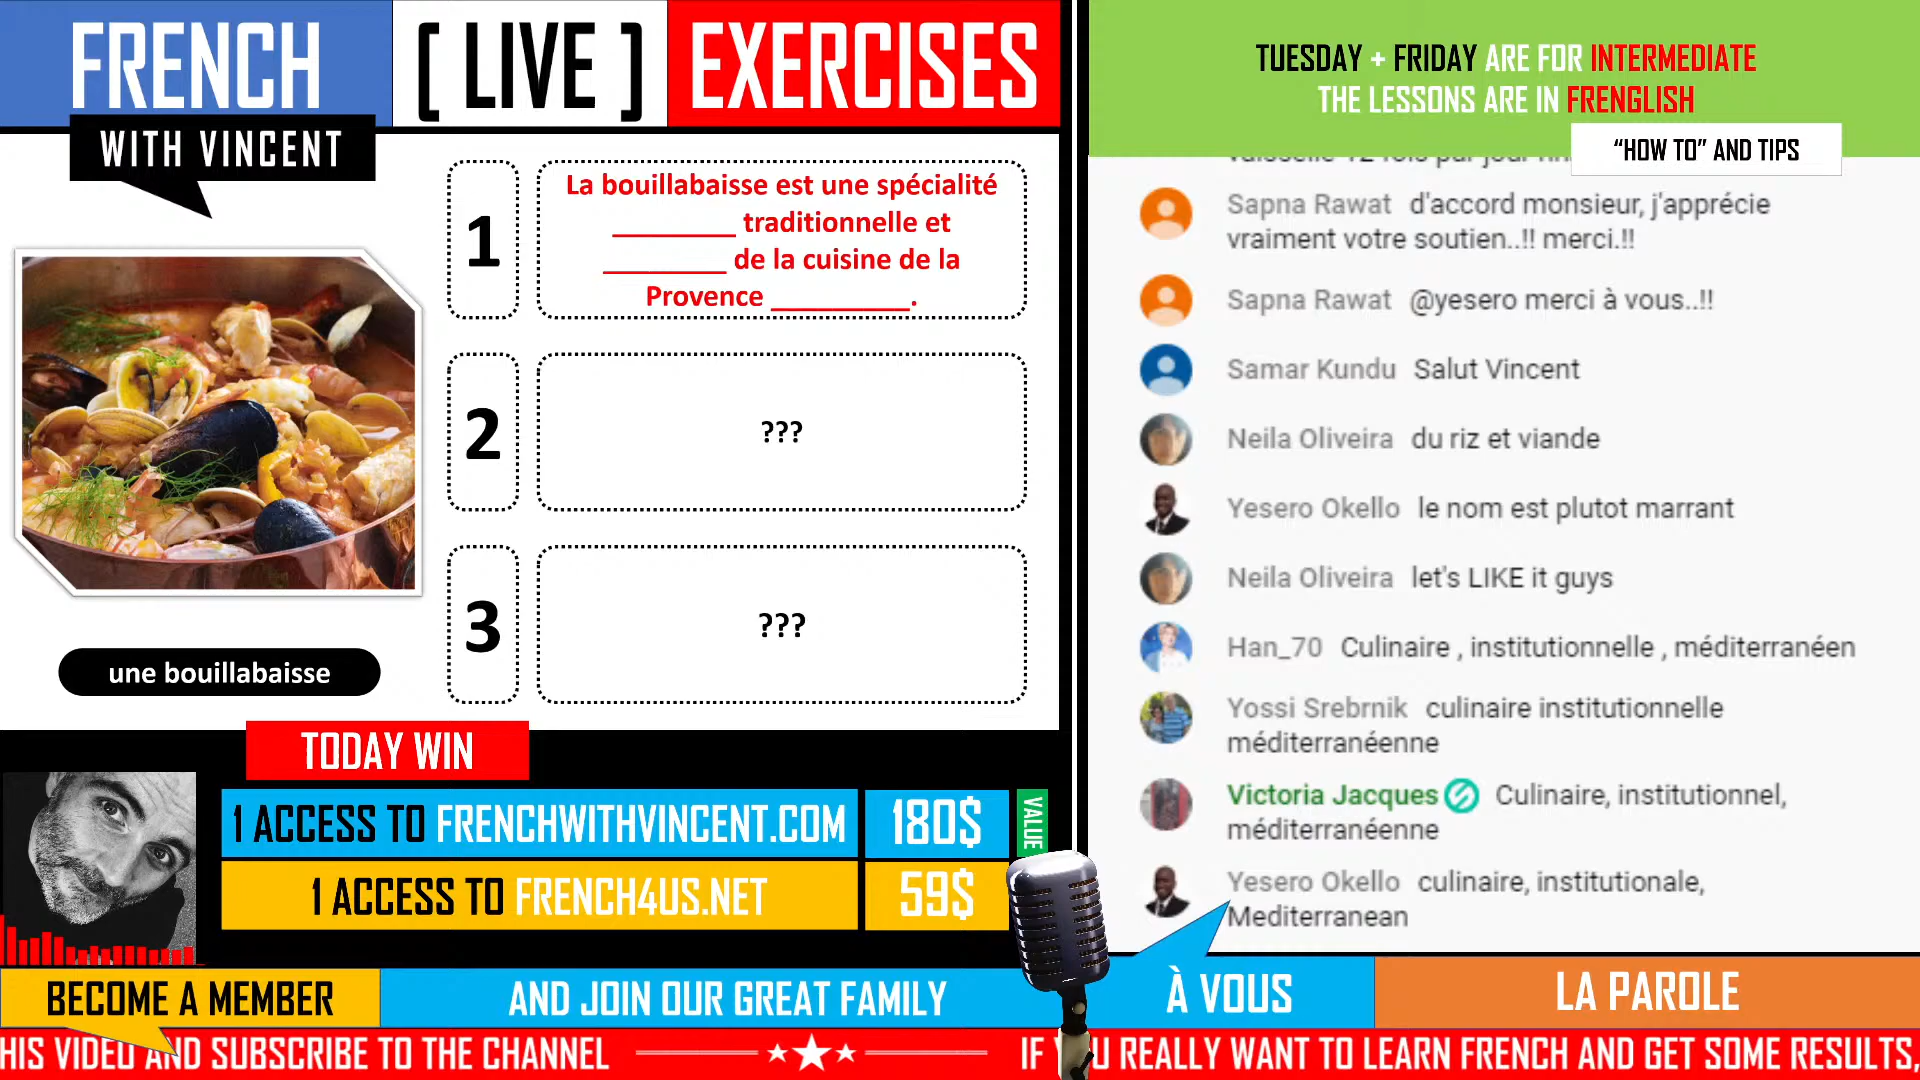 FRENCH
[ LIVE ]
EXERCISES
WITH VINCENT
1
La bouillabaisse est une spécialité
________ traditionnelle et
________ de la cuisine de la
Provence _________.
2
???
3
???
une bouillabaisse
TODAY WIN
1 ACCESS TO FRENCHWITHVINCENT.COM
180$
VALUE
1 ACCESS TO FRENCH4US.NET
59$
BECOME A MEMBER
AND JOIN OUR GREAT FAMILY
TUESDAY + FRIDAY ARE FOR INTERMEDIATE
THE LESSONS ARE IN FRENGLISH
“HOW TO” AND TIPS
Sapna Rawat d'accord monsieur, j'apprécie
vraiment votre soutien..!! merci.!!
Sapna Rawat @yesero merci à vous..!!
Samar Kundu Salut Vincent
Neila Oliveira du riz et viande
Yesero Okello le nom est plutot marrant
Neila Oliveira let's LIKE it guys
Han_70 Culinaire , institutionnelle , méditerranéen
Yossi Srebrnik culinaire institutionnelle
méditerranéenne
Victoria Jacques Culinaire, institutionnel,
méditerranéenne
Yesero Okello culinaire, institutionale,
Mediterranean
À VOUS
LA PAROLE
HIS VIDEO AND SUBSCRIBE TO THE CHANNEL
IF U REALLY WANT TO LEARN FRENCH AND GET SOME RESULTS,